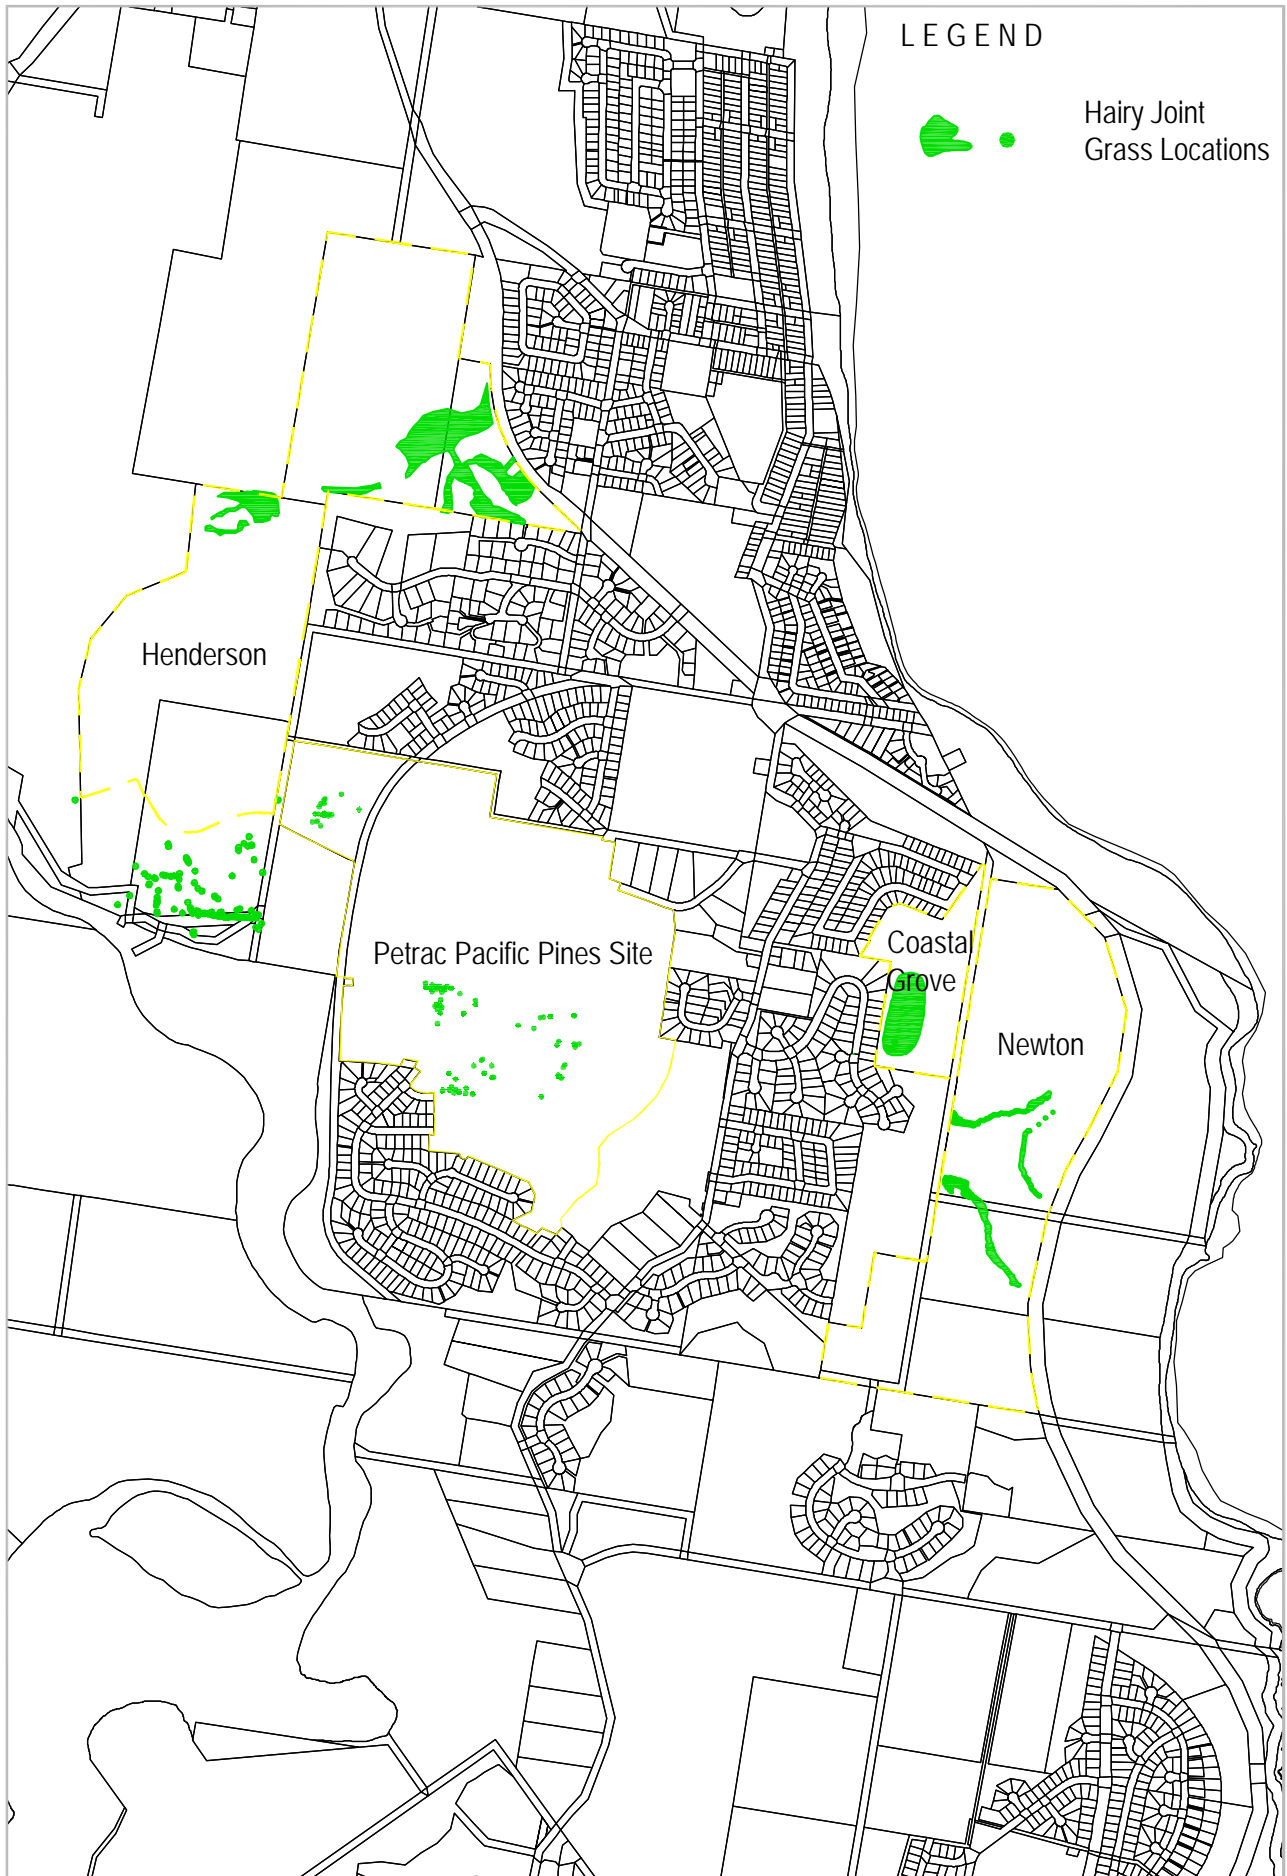 LEGEND
Hairy Joint
Grass Locations
Henderson
Petrac Pacific Pines Site
Coastal
Grove
Newton